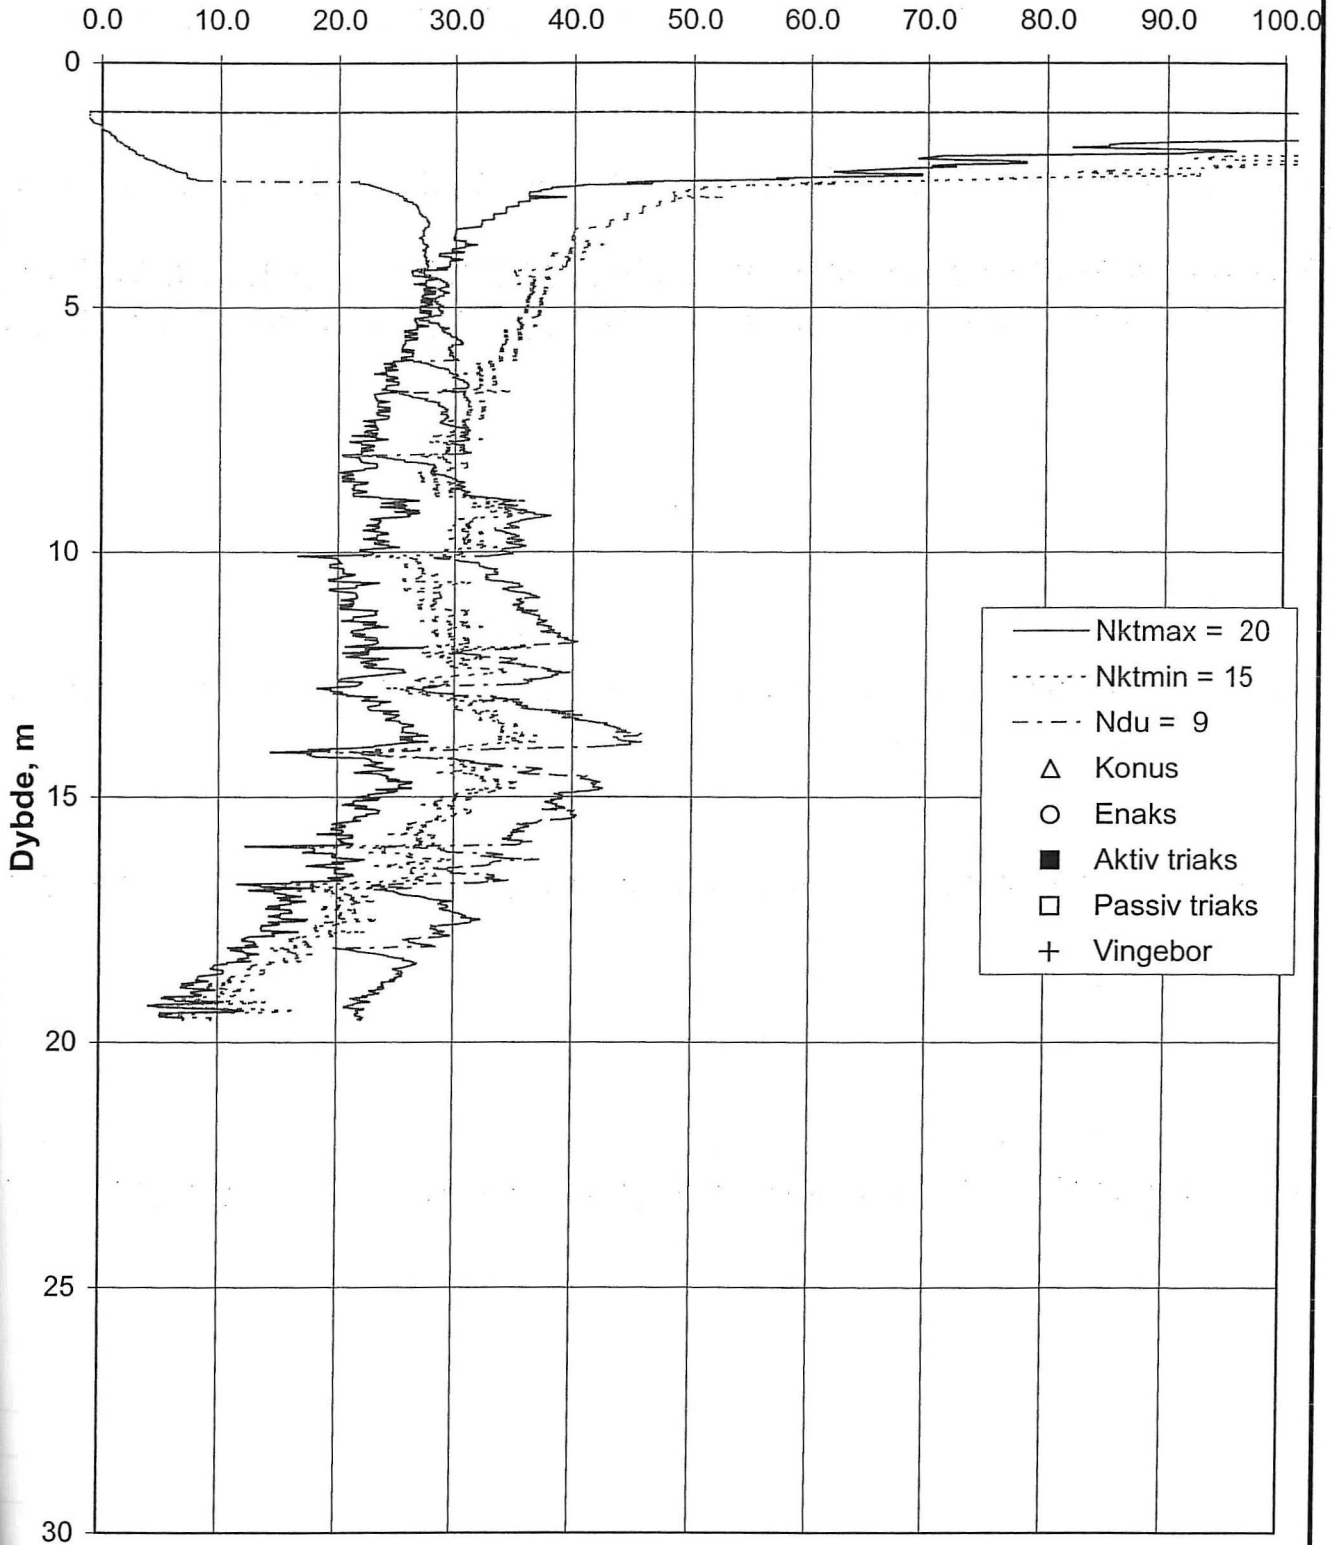 0.0 10.0 20.0 30.0 40.0 50.0 60.0 70.0 80.0 90.0 100.0
0
5
10
15
20
25
30
Dybde, m
Nktmax = 20
Nktmin = 15
Ndu = 9
Konus
Enaks
Aktiv triaks
Passiv triaks
Vingebor